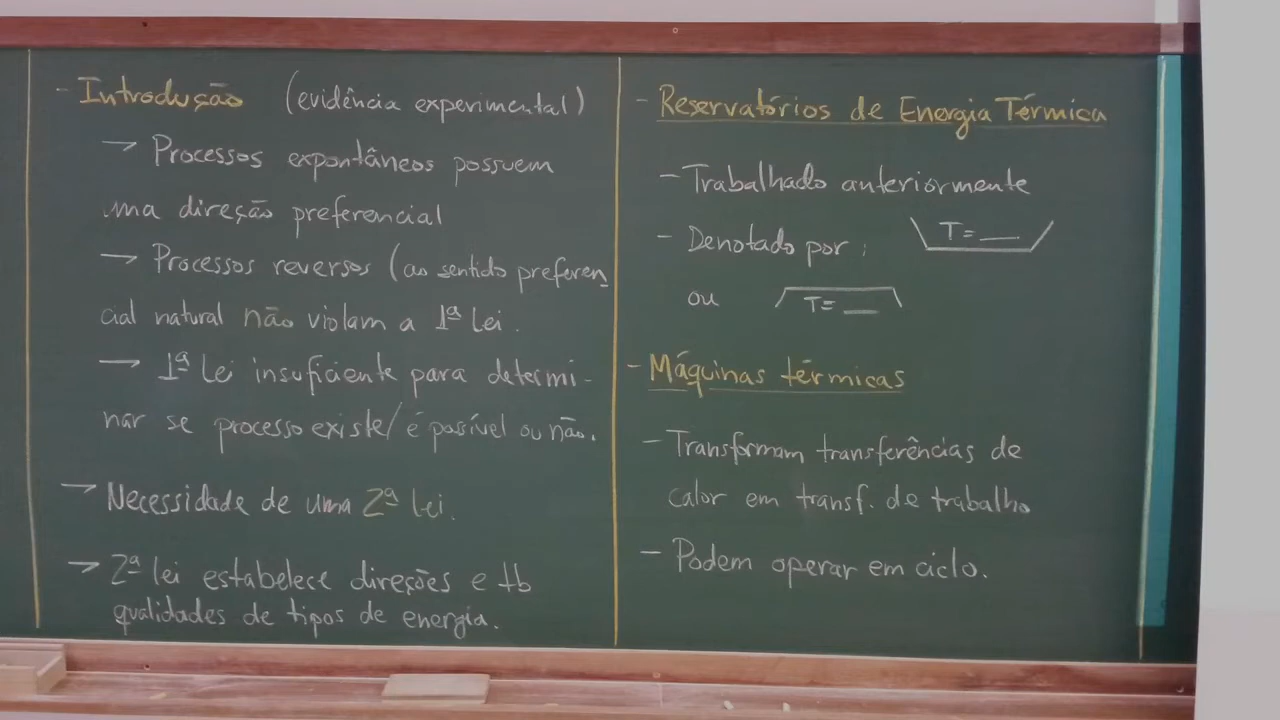 - Introdução (evidência experimental)
→ Processos expontâneos possuem
uma direção preferencial
→ Processos reversos (ao sentido preferen
cial natural não violam a 1ª Lei.
→ 1ª Lei insuficiente para determi-
nar se processo existe/é possível ou não.
→ Necessidade de uma 2ª Lei.
→ 2ª lei estabelece direções e tb
qualidades de tipos de energia.
- Reservatórios de Energia Térmica
- Trabalhado anteriormente
- Denotado por: T= __
ou T= __
- Máquinas térmicas
- Transformam transferências de
calor em transf. de trabalho
- Podem operar em ciclo.